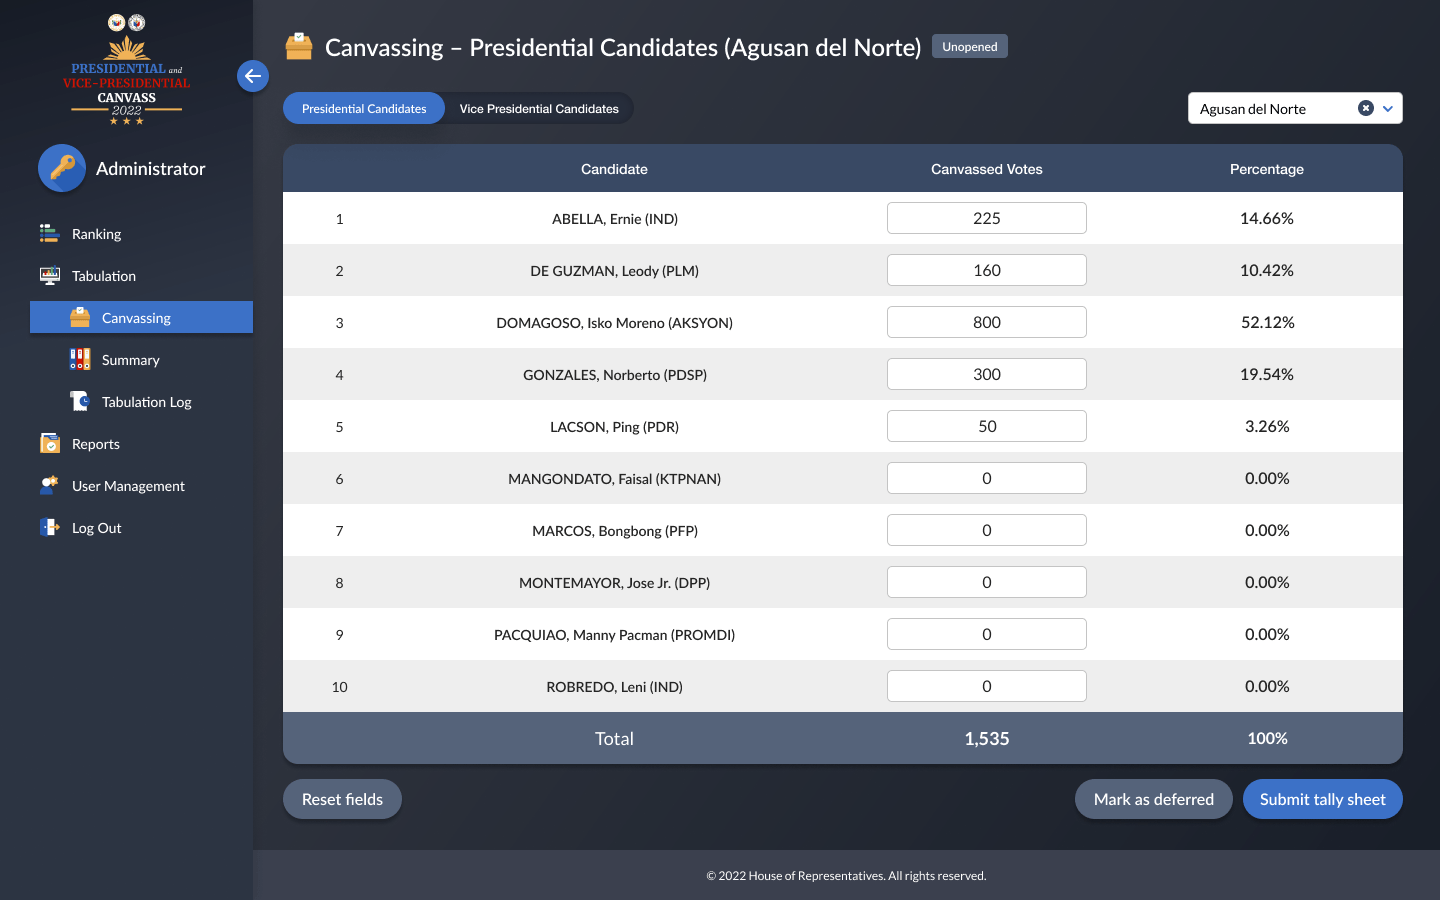 PRESIDENTIAL and
VICE-PRESIDENTIAL
CANVASS
2022
Administrator
Ranking
Tabulation
Canvassing
Summary
Tabulation Log
Reports
User Management
Log Out
Canvassing – Presidential Candidates (Agusan del Norte) Unopened
Presidential Candidates Vice Presidential Candidates Agusan del Norte
Candidate Canvassed Votes Percentage
1 ABELLA, Ernie (IND) 225 14.66%
2 DE GUZMAN, Leody (PLM) 160 10.42%
3 DOMAGOSO, Isko Moreno (AKSYON) 800 52.12%
4 GONZALES, Norberto (PDSP) 300 19.54%
5 LACSON, Ping (PDR) 50 3.26%
6 MANGONDATO, Faisal (KTPNAN) 0 0.00%
7 MARCOS, Bongbong (PFP) 0 0.00%
8 MONTEMAYOR, Jose Jr. (DPP) 0 0.00%
9 PACQUIAO, Manny Pacman (PROMDI) 0 0.00%
10 ROBREDO, Leni (IND) 0 0.00%
Total 1,535 100%
Reset fields Mark as deferred Submit tally sheet
© 2022 House of Representatives. All rights reserved.